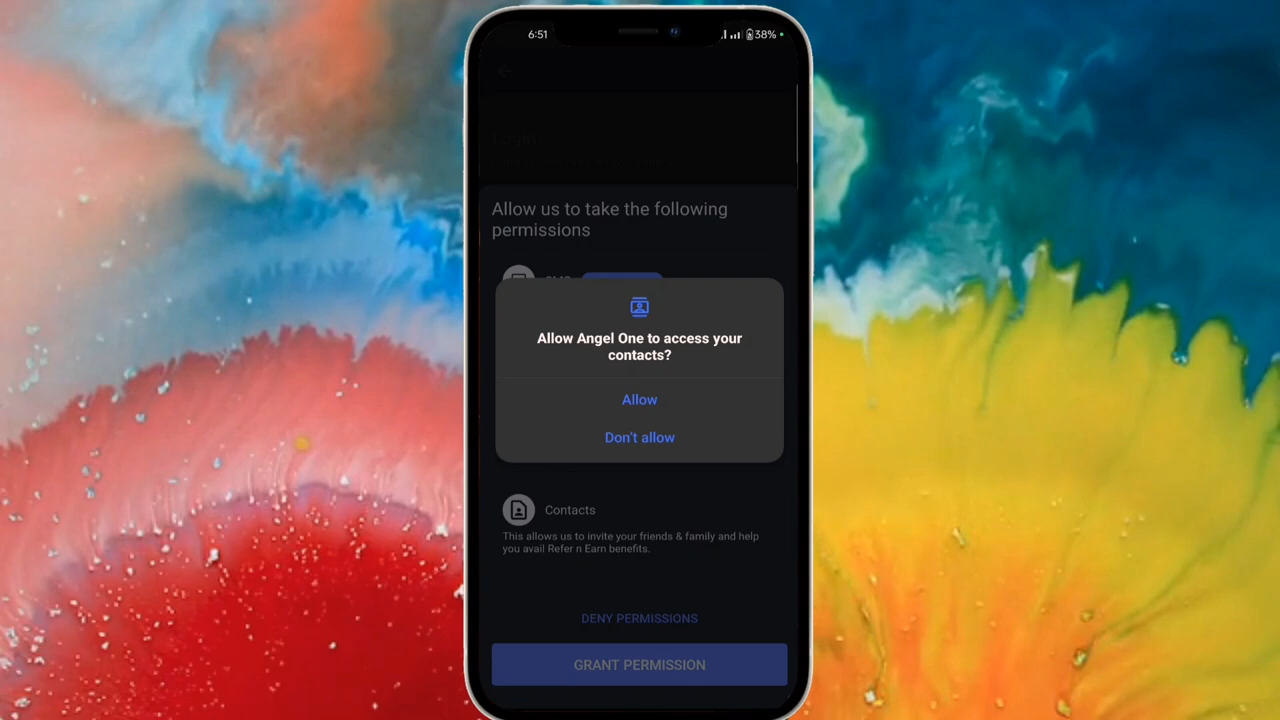 6:51
38%
Login
Allow us to take the following
permissions
SMS
Allow Angel One to access your
contacts?
Allow
Don't allow
Contacts
This allows us to invite your friends & family and help
you avail Refer n Earn benefits.
DENY PERMISSIONS
GRANT PERMISSION